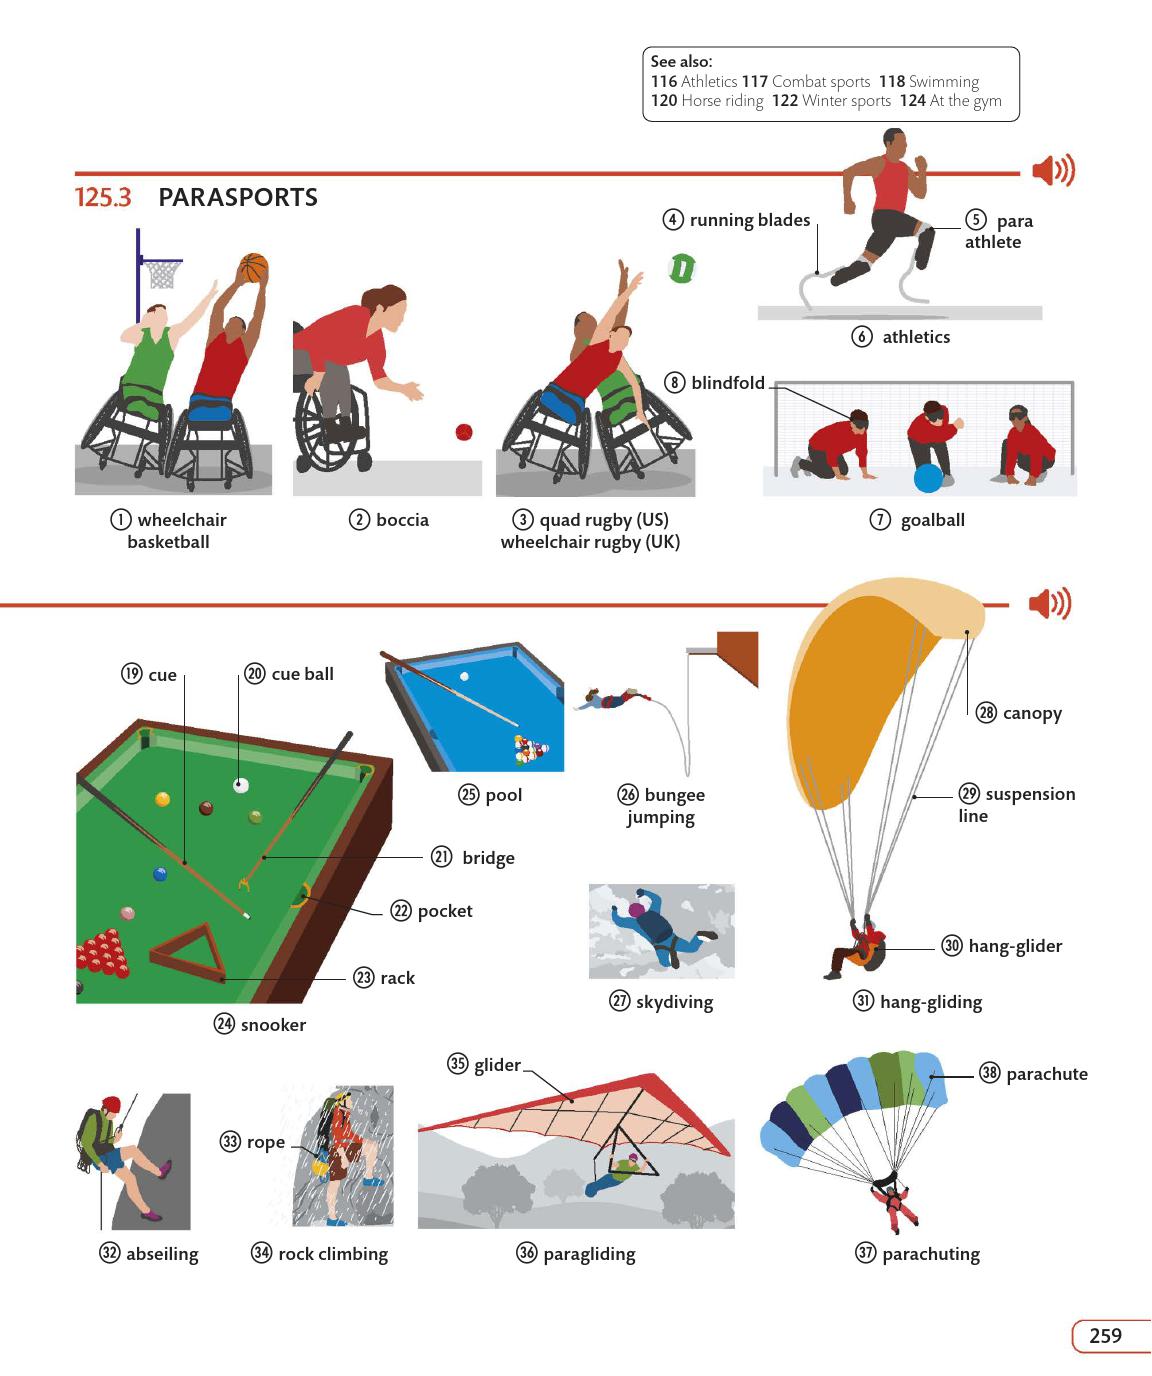 See also:
116 Athletics 117 Combat sports 118 Swimming
120 Horse riding 122 Winter sports 124 At the gym
125.3 PARASPORTS
4 running blades
5 para
athlete
6 athletics
8 blindfold
1 wheelchair
basketball
2 boccia
3 quad rugby (US)
wheelchair rugby (UK)
7 goalball
19 cue
20 cue ball
28 canopy
25 pool
26 bungee
jumping
29 suspension
line
21 bridge
22 pocket
30 hang-glider
23 rack
27 skydiving
31 hang-gliding
24 snooker
35 glider
38 parachute
33 rope
32 abseiling
34 rock climbing
36 paragliding
37 parachuting
259